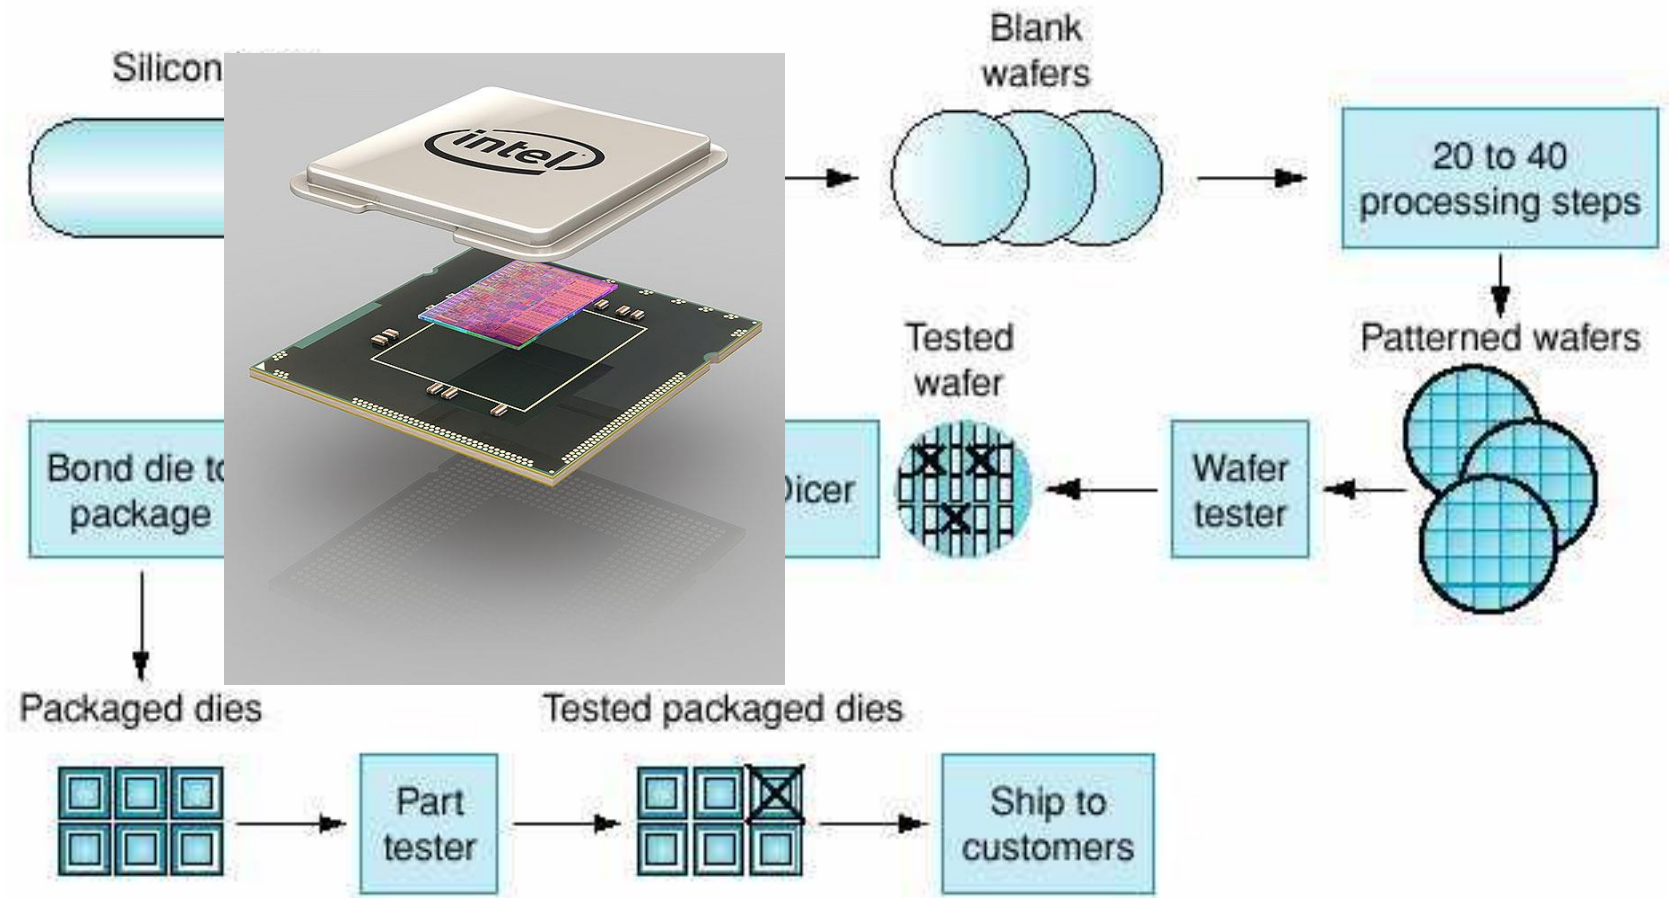 Silicon
Blank
wafers
intel
20 to 40
processing steps
Tested
wafer
Patterned wafers
Bond die to
package
Dicer
Wafer
tester
Packaged dies
Tested packaged dies
Part
tester
Ship to
customers